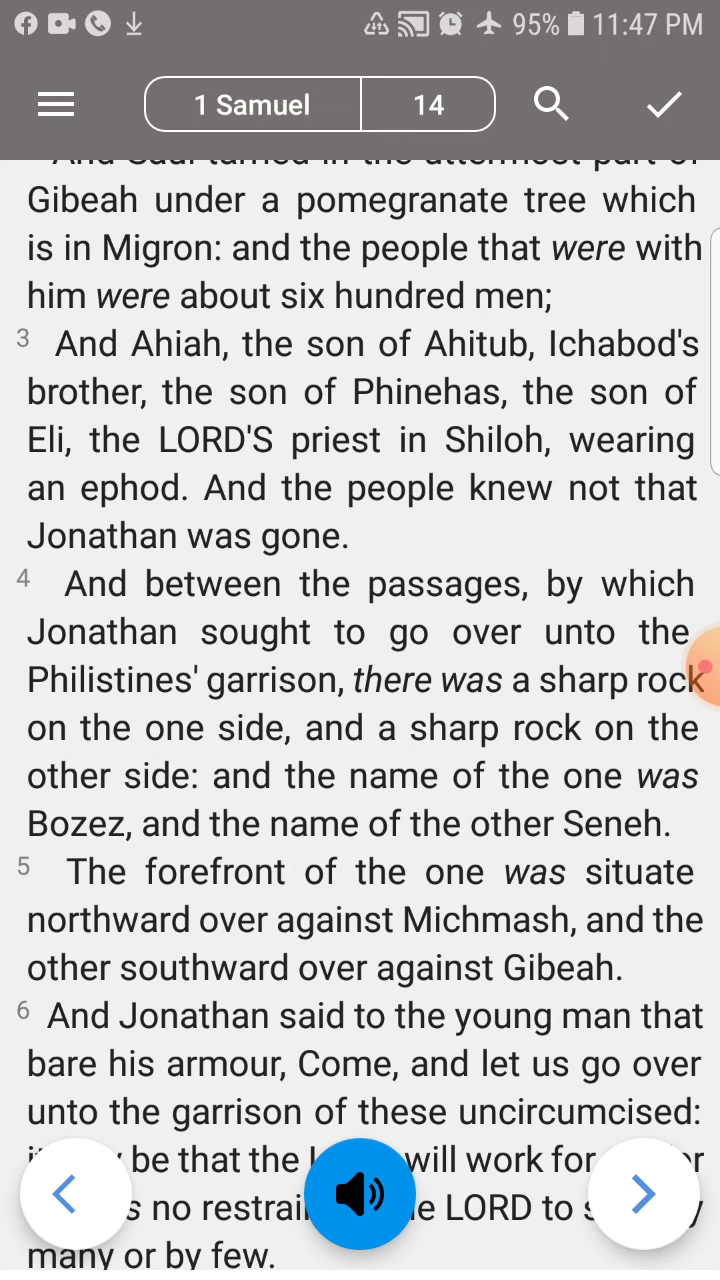 95% 11:47 PM
1 Samuel 14
Gibeah under a pomegranate tree which
is in Migron: and the people that were with
him were about six hundred men;
3 And Ahiah, the son of Ahitub, Ichabod's
brother, the son of Phinehas, the son of
Eli, the LORD'S priest in Shiloh, wearing
an ephod. And the people knew not that
Jonathan was gone.
4 And between the passages, by which
Jonathan sought to go over unto the
Philistines' garrison, there was a sharp rock
on the one side, and a sharp rock on the
other side: and the name of the one was
Bozez, and the name of the other Seneh.
5 The forefront of the one was situate
northward over against Michmash, and the
other southward over against Gibeah.
6 And Jonathan said to the young man that
bare his armour, Come, and let us go over
unto the garrison of these uncircumcised:
be that the will work for
no LORD to
many or by few.